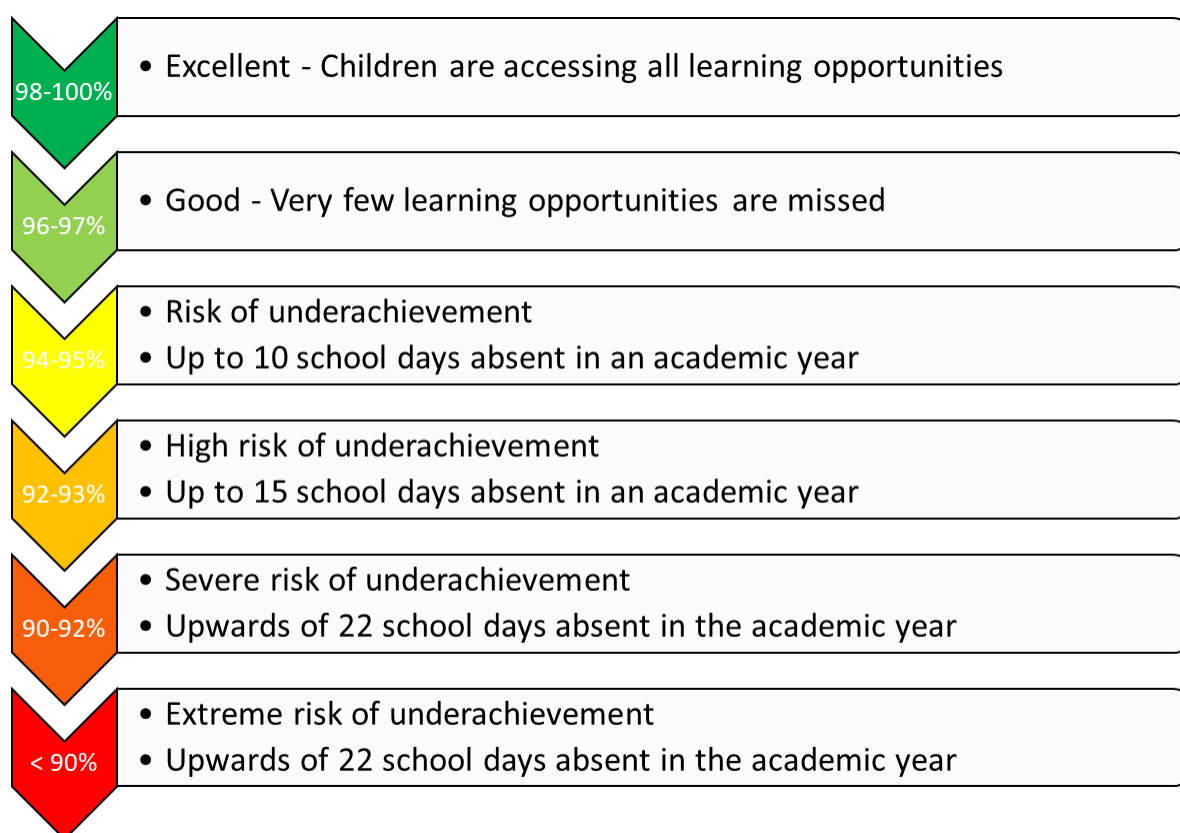 98-100%
• Excellent - Children are accessing all learning opportunities
96-97%
• Good - Very few learning opportunities are missed
94-95%
• Risk of underachievement
• Up to 10 school days absent in an academic year
92-93%
• High risk of underachievement
• Up to 15 school days absent in an academic year
90-92%
• Severe risk of underachievement
• Upwards of 22 school days absent in the academic year
< 90%
• Extreme risk of underachievement
• Upwards of 22 school days absent in the academic year